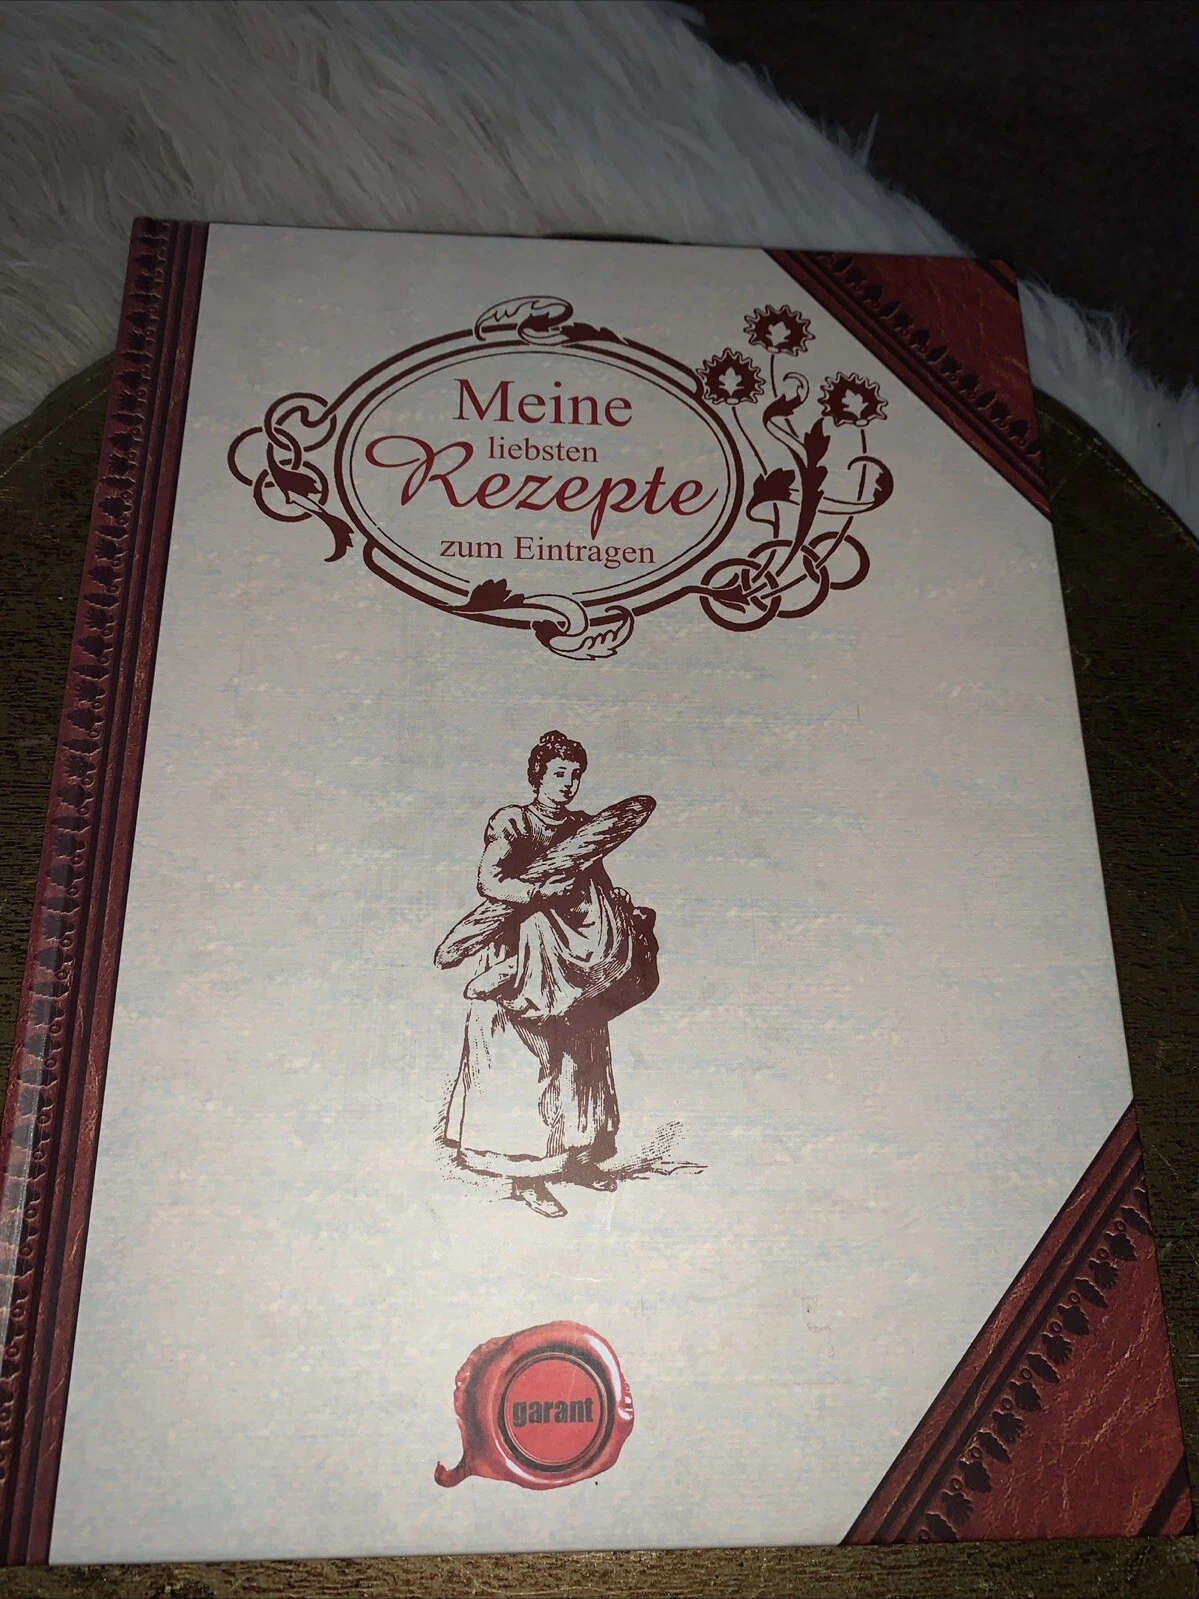 Meine
liebsten
Rezepte
zum Eintragen
garant